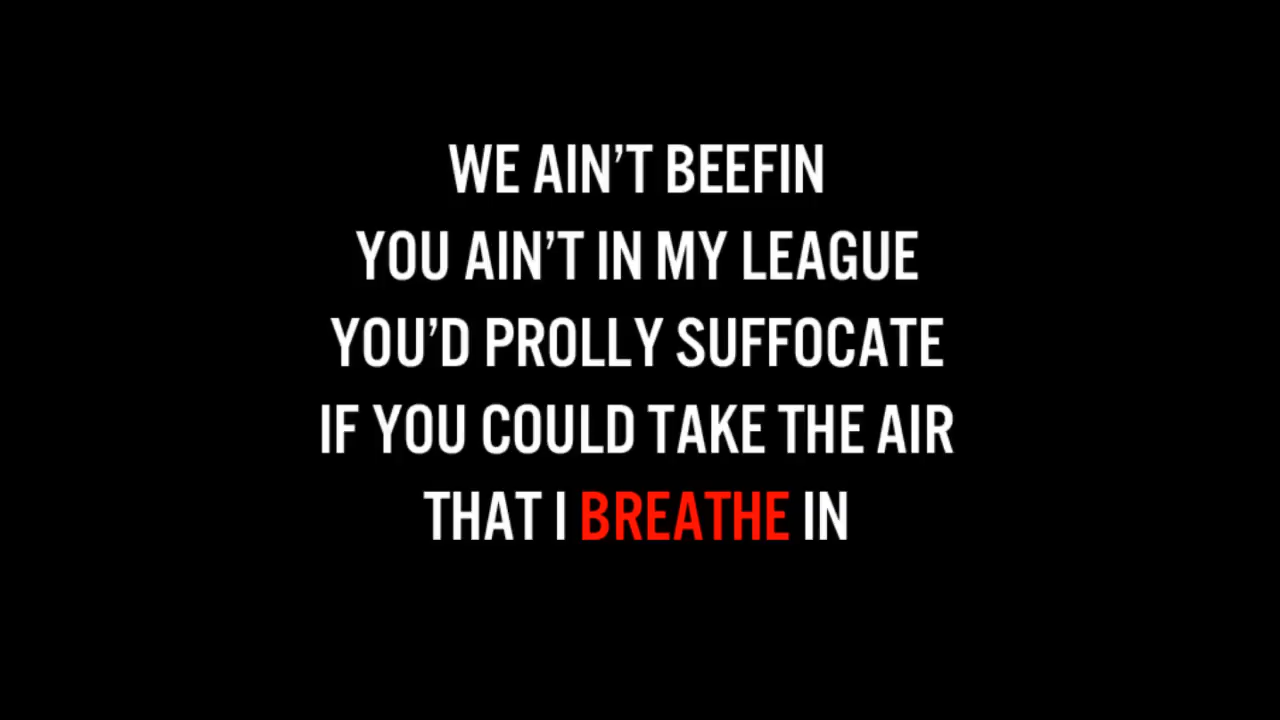 WE AIN’T BEEFIN
YOU AIN’T IN MY LEAGUE
YOU’D PROLLY SUFFOCATE
IF YOU COULD TAKE THE AIR
THAT I BREATHE IN